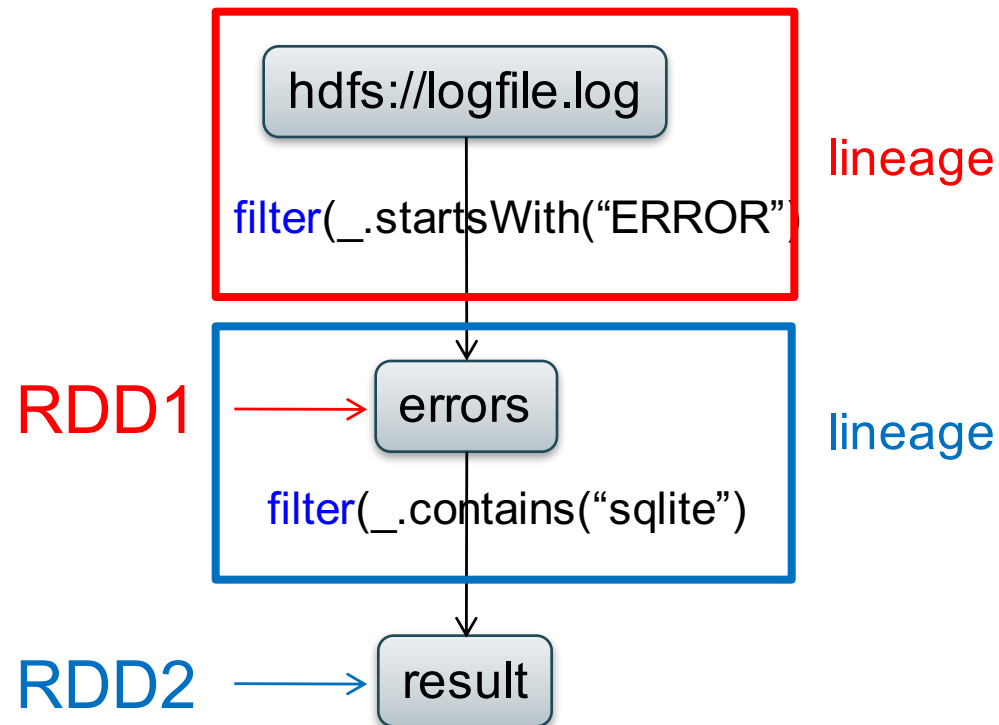 hdfs://logfile.log
lineage
filter(_.startsWith(“ERROR”)
RDD1
errors
lineage
filter(_.contains(“sqlite”)
RDD2
result